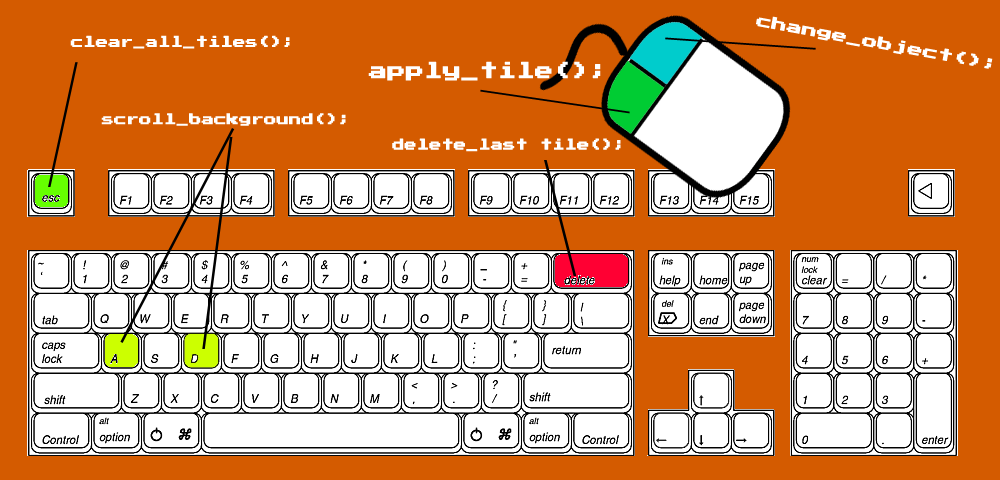 clear_all_tiles();
change_object();
apply_tile();
scroll_background();
delete_last tile();
esc F1 F2 F3 F4 F5 F6 F7 F8 F9 F10 F11 F12 F13 F14 F15
~ ` ! 1 @ 2 # 3 $ 4 % 5 ^ 6 & 7 * 8 ( 9 ) 0 _ - + = delete
ins help home page up
num lock clear = / *
tab Q W E R T Y U I O P { [ } ] | \
del end page down
7 8 9 -
caps lock A S D F G H J K L : ; " ' return
4 5 6 +
shift Z X C V B N M < , > . ? / shift
↑
1 2 3
Control alt option ⌘ ⌘ alt option Control
← ↓ →
0 . enter